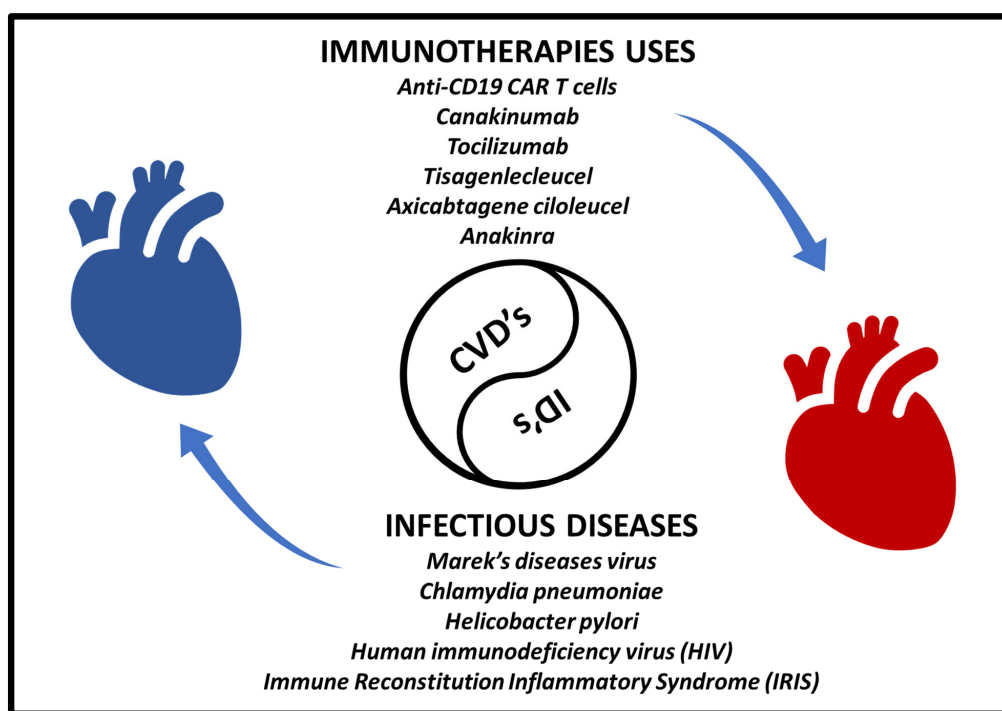 IMMUNOTHERAPIES USES
Anti-CD19 CAR T cells
Canakinumab
Tocilizumab
Tisagenlecleucel
Axicabtagene ciloleucel
Anakinra
CVD's
ID's
INFECTIOUS DISEASES
Marek's diseases virus
Chlamydia pneumoniae
Helicobacter pylori
Human immunodeficiency virus (HIV)
Immune Reconstitution Inflammatory Syndrome (IRIS)